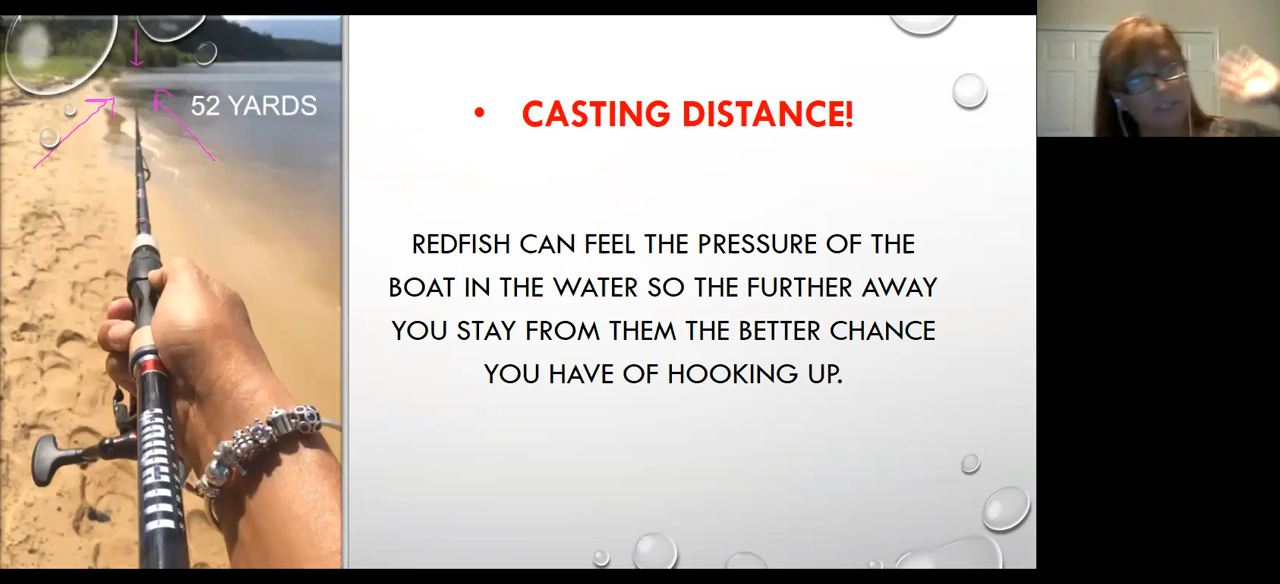 52 YARDS
• CASTING DISTANCE!
REDFISH CAN FEEL THE PRESSURE OF THE
BOAT IN THE WATER SO THE FURTHER AWAY
YOU STAY FROM THEM THE BETTER CHANCE
YOU HAVE OF HOOKING UP.